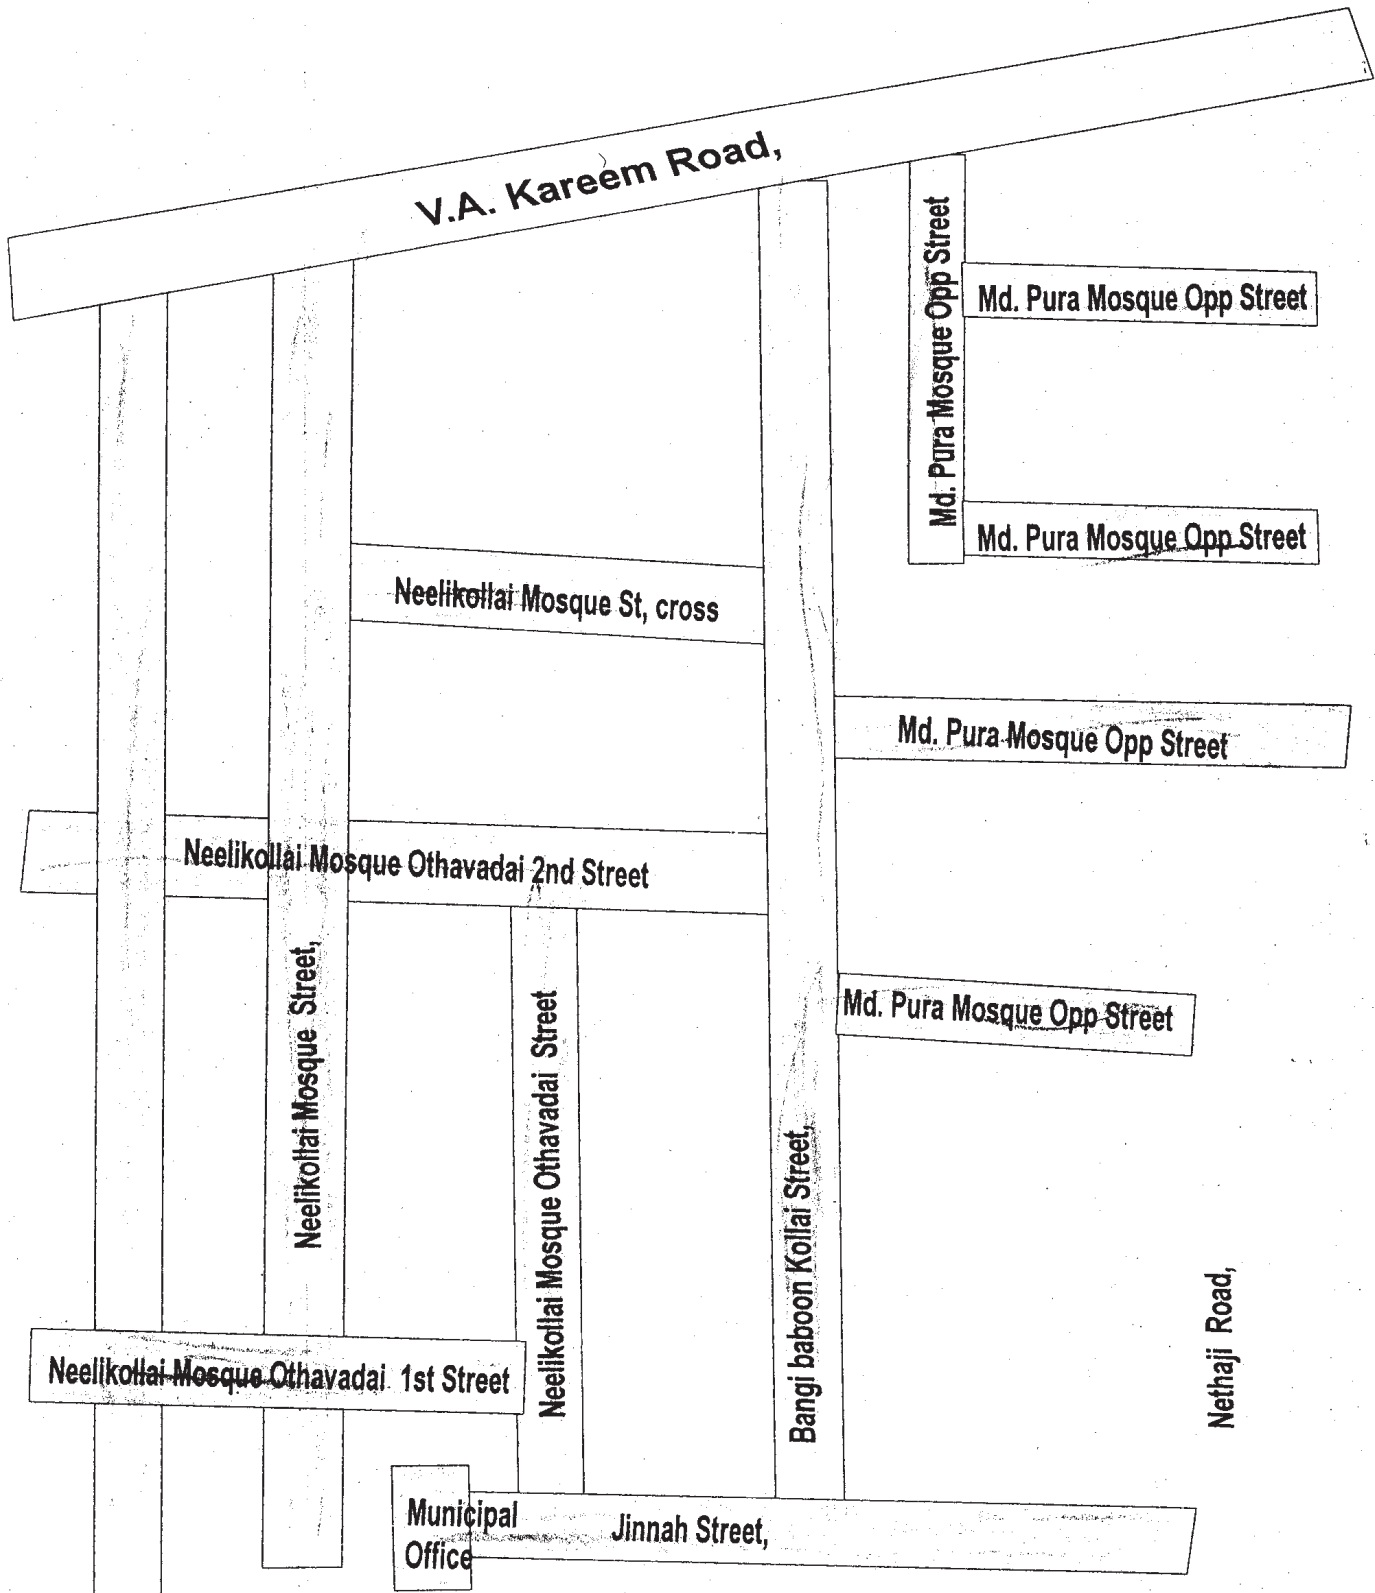 V.A. Kareem Road,
Md. Pura Mosque Opp Street
Md. Pura Mosque Opp Street
Md. Pura Mosque Opp Street
Neelikollai Mosque St, cross
Md. Pura Mosque Opp Street
Neelikollai Mosque Othavadai 2nd Street
Neelikollai Mosque Street,
Neelikollai Mosque Othavadai Street
Md. Pura Mosque Opp Street
Bangi baboon Kollai Street,
Nethaji Road,
Neelikollai Mosque Othavadai 1st Street
Municipal
Office
Jinnah Street,